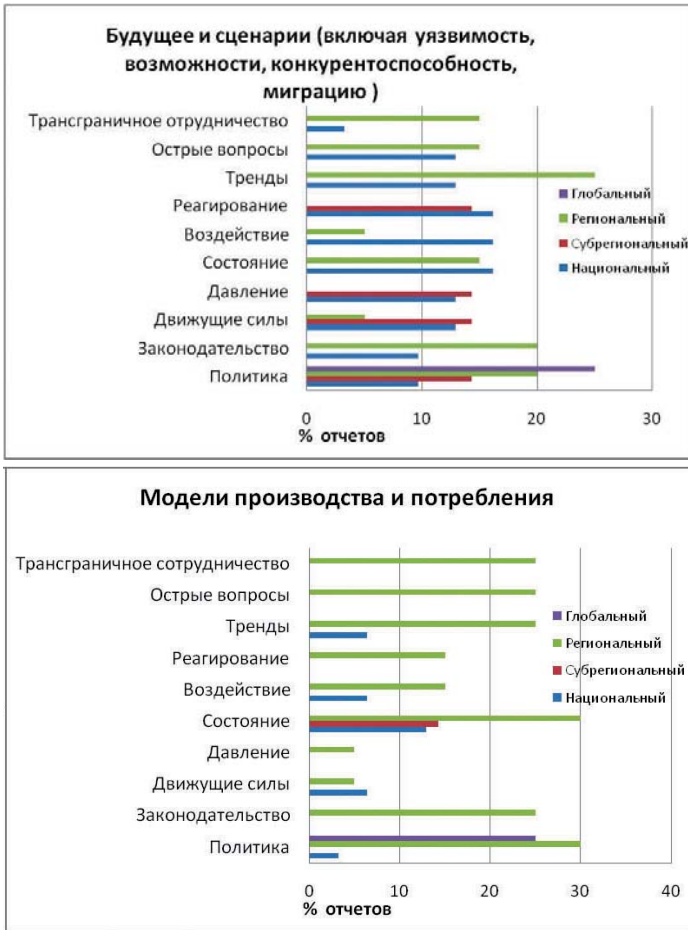 Будущее и сценарии (включая уязвимость,
возможности, конкурентоспособность,
миграцию )
Трансграничное отрудничество
Острые вопросы
Тренды
Реагирование
Воздействие
Состояние
Давление
Движущие силы
Законодательство
Политика
Глобальный
Региональный
Субрегиональный
Национальный
0 10 20 30
% отчетов
Модели производства и потребления
Трансграничное сотрудничество
Острые вопросы
Тренды
Реагирование
Воздействие
Состояние
Давление
Движущие силы
Законодательство
Политика
Глобальный
Региональный
Субрегиональный
Национальный
0 10 20 30 40
% отчетов